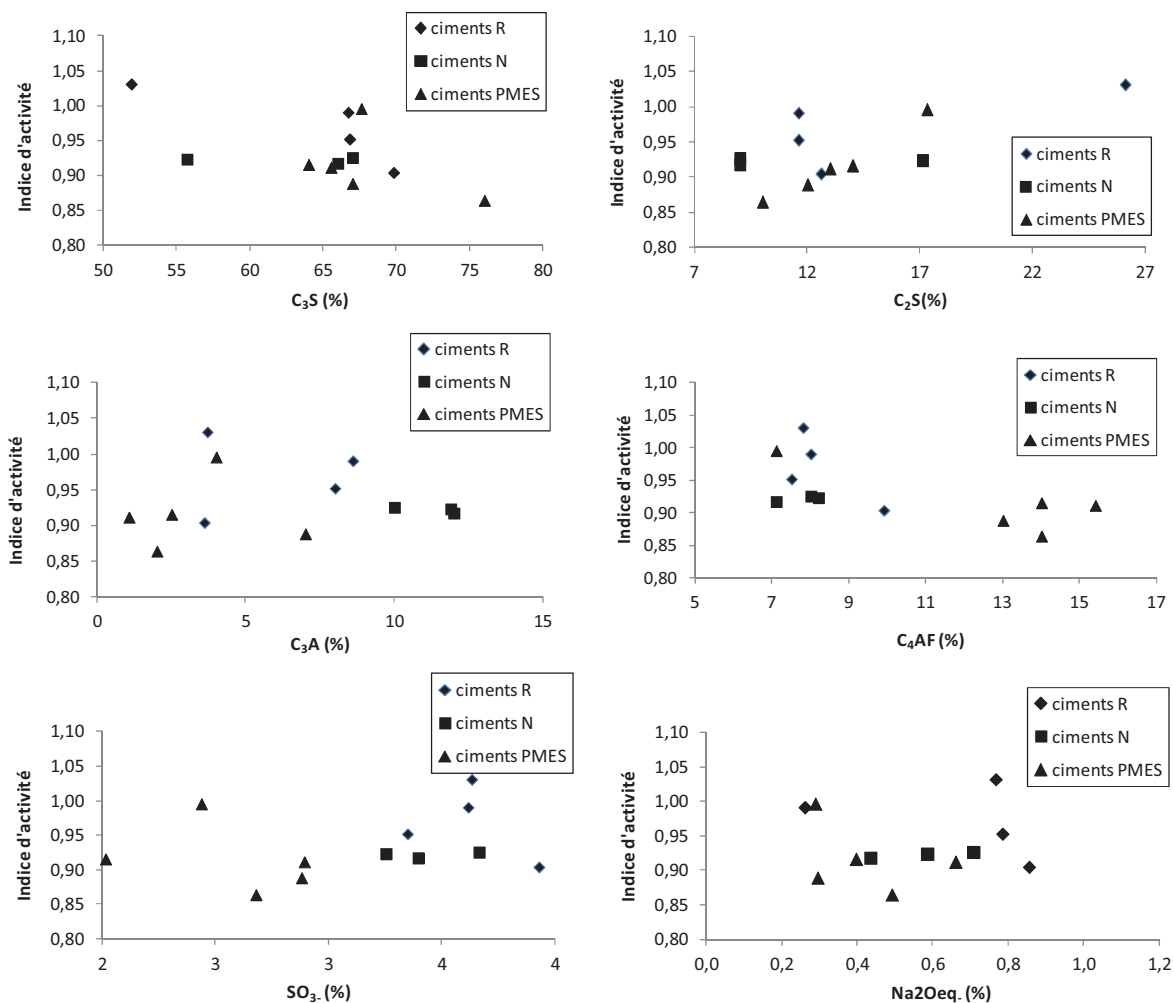 1,10
1,05
1,00
0,95
0,90
0,85
0,80
Indice d'activité
50 55 60 65 70 75 80
C₃S (%)
ciments R
ciments N
ciments PMES
1,10
1,05
1,00
0,95
0,90
0,85
0,80
Indice d'activité
7 12 17 22 27
C₂S(%)
ciments R
ciments N
ciments PMES
1,10
1,05
1,00
0,95
0,90
0,85
0,80
Indice d'activité
0 5 10 15
C₃A (%)
ciments R
ciments N
ciments PMES
1,10
1,05
1,00
0,95
0,90
0,85
0,80
Indice d'activité
5 7 9 11 13 15 17
C₄AF (%)
ciments R
ciments N
ciments PMES
1,10
1,05
1,00
0,95
0,90
0,85
0,80
Indice d'activité
2 3 3 4 4
SO₃- (%)
ciments R
ciments N
ciments PMES
1,10
1,05
1,00
0,95
0,90
0,85
0,80
Indice d'activité
0,0 0,2 0,4 0,6 0,8 1,0 1,2
Na2Oeq- (%)
ciments R
ciments N
ciments PMES